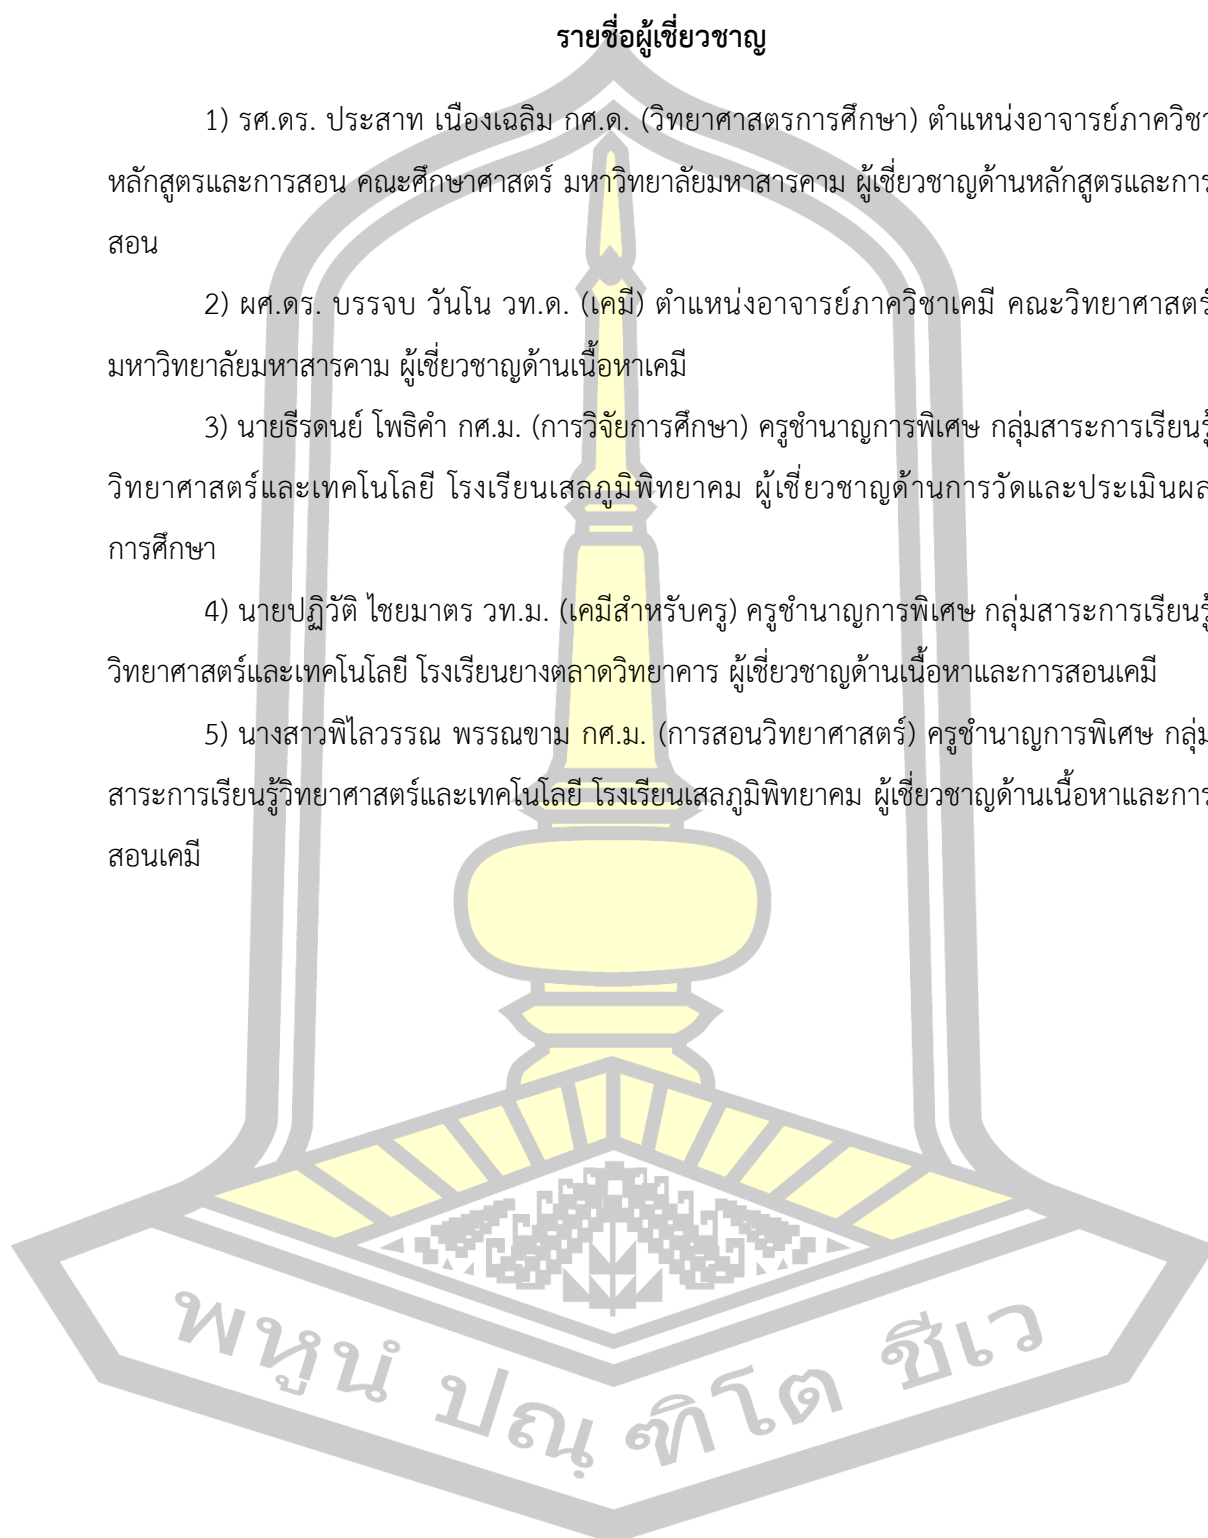 รายชื่อผู้เชี่ยวชาญ
1) รศ.ดร. ประสาท เนืองเฉลิม กศ.ด. (วิทยาศาสตรการศึกษา) ตำแหน่งอาจารย์ภาควิชา
หลักสูตรและการสอน คณะศึกษาศาสตร์ มหาวิทยาลัยมหาสารคาม ผู้เชี่ยวชาญด้านหลักสูตรและการ
สอน
2) ผศ.ดร. บรรจบ วันโน วท.ด. (เคมี) ตำแหน่งอาจารย์ภาควิชาเคมี คณะวิทยาศาสตร์
มหาวิทยาลัยมหาสารคาม ผู้เชี่ยวชาญด้านเนื้อหาเคมี
3) นายธีรดนย์ โพธิคำ กศ.ม. (การวิจัยการศึกษา) ครูชำนาญการพิเศษ กลุ่มสาระการเรียนรู้
วิทยาศาสตร์และเทคโนโลยี โรงเรียนเสลภูมิพิทยาคม ผู้เชี่ยวชาญด้านการวัดและประเมินผล
การศึกษา
4) นายปฏิวัติ ไชยมาตร วท.ม. (เคมีสำหรับครู) ครูชำนาญการพิเศษ กลุ่มสาระการเรียนรู้
วิทยาศาสตร์และเทคโนโลยี โรงเรียนยางตลาดวิทยาคาร ผู้เชี่ยวชาญด้านเนื้อหาและการสอนเคมี
5) นางสาวพิไลวรรณ พรรณขาม กศ.ม. (การสอนวิทยาศาสตร์) ครูชำนาญการพิเศษ กลุ่ม
สาระการเรียนรู้วิทยาศาสตร์และเทคโนโลยี โรงเรียนเสลภูมิพิทยาคม ผู้เชี่ยวชาญด้านเนื้อหาและการ
สอนเคมี
พหูนํ ปณฺฑิโต ชีเว